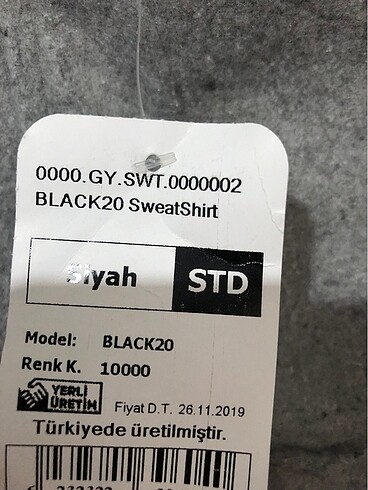 0000.GY.SWT.0000002
BLACK20 SweatShirt
Siyah STD
Model: BLACK20
Renk K. 10000
YERLİ
ÜRETİM
Fiyat D.T. 26.11.2019
Türkiyede üretilmiştir.